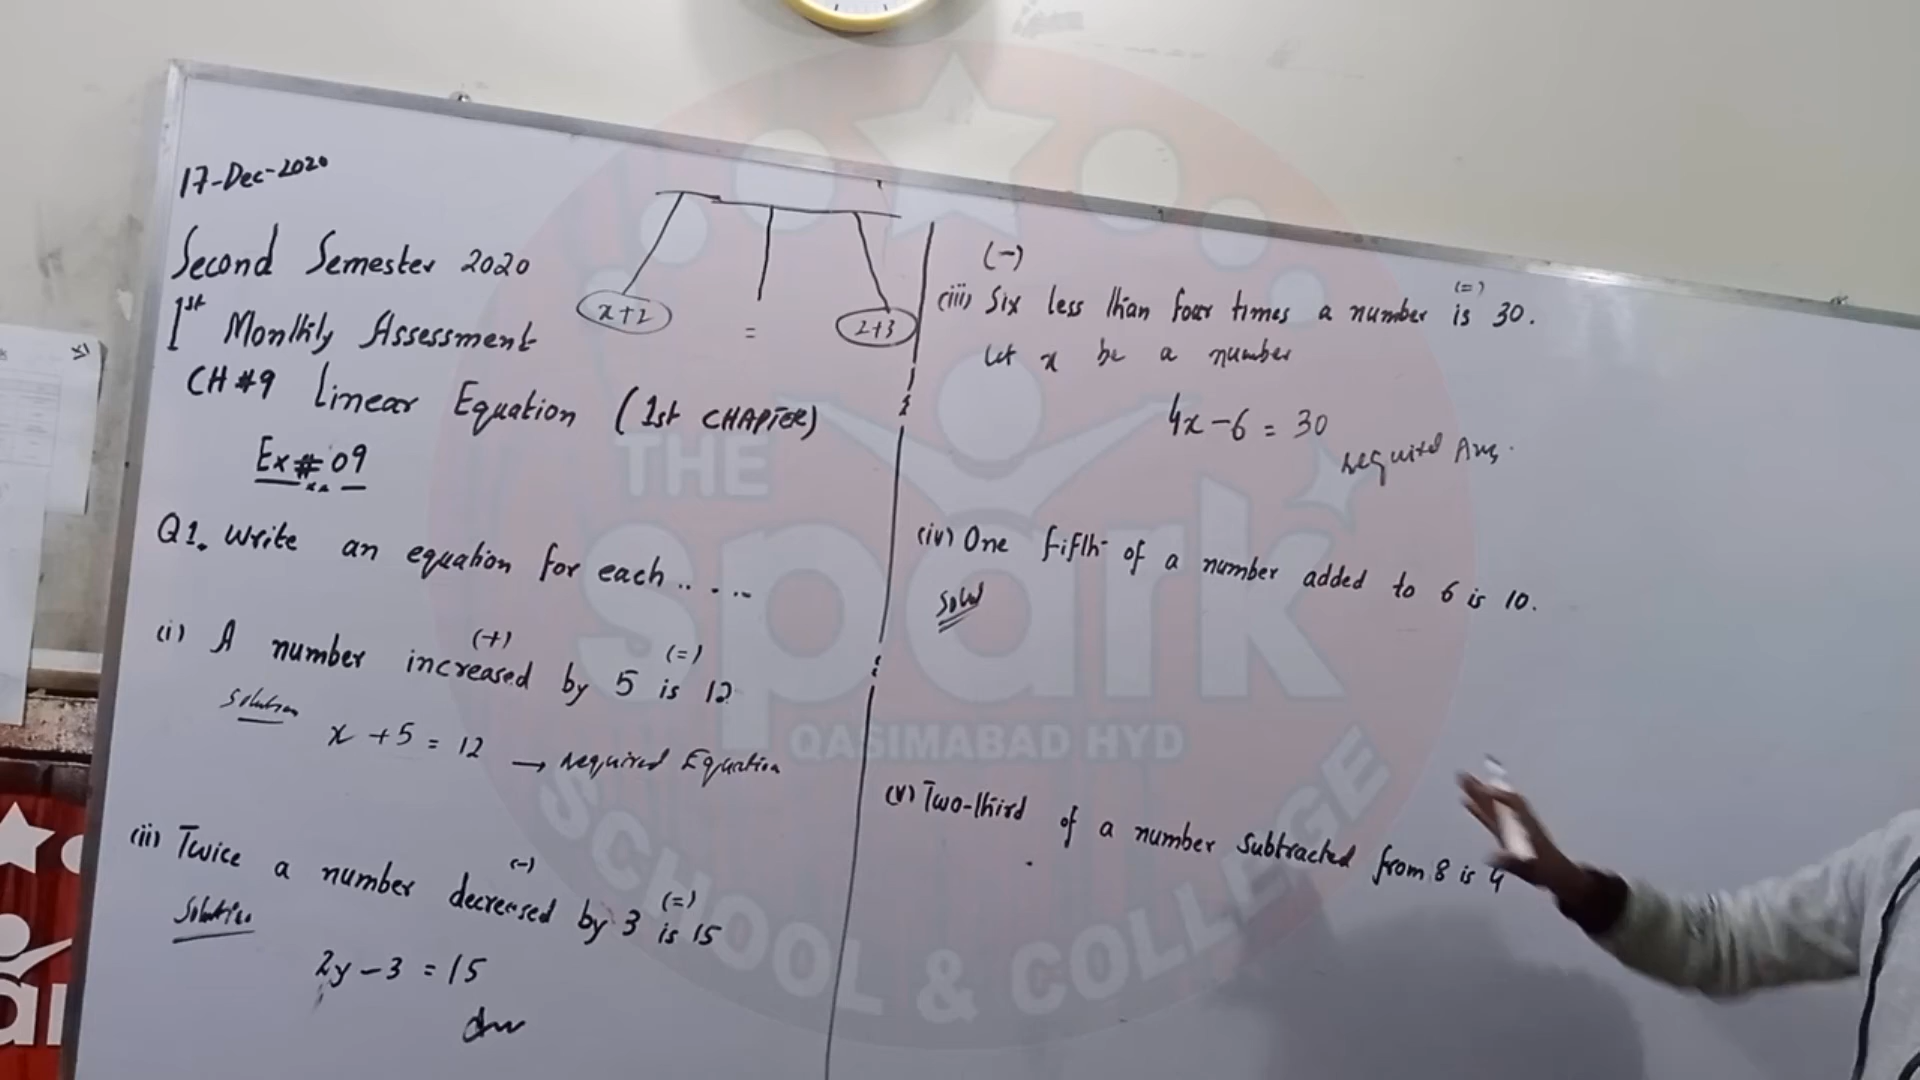 17-Dec-2020
Second Semester 2020
1st Monthly Assessment
CH #9 Linear Equation (1st CHAPTER)
Ex # 09
x+2 = 2+3
Q1. Write an equation for each .....
(+) (=)
(i) A number increased by 5 is 12
Solution
x + 5 = 12 → required Equation
(-) (=)
(ii) Twice a number decreased by 3 is 15
Solution
2y - 3 = 15
(-) (=)
(iii) Six less than four times a number is 30.
Let x be a number
4x - 6 = 30
required Ans.
(iv) One fifth of a number added to 6 is 10.
(v) Two-third of a number subtracted from 8 is 4
THE
spark
QASIMABAD HYD
SCHOOL & COLLEGE
IX